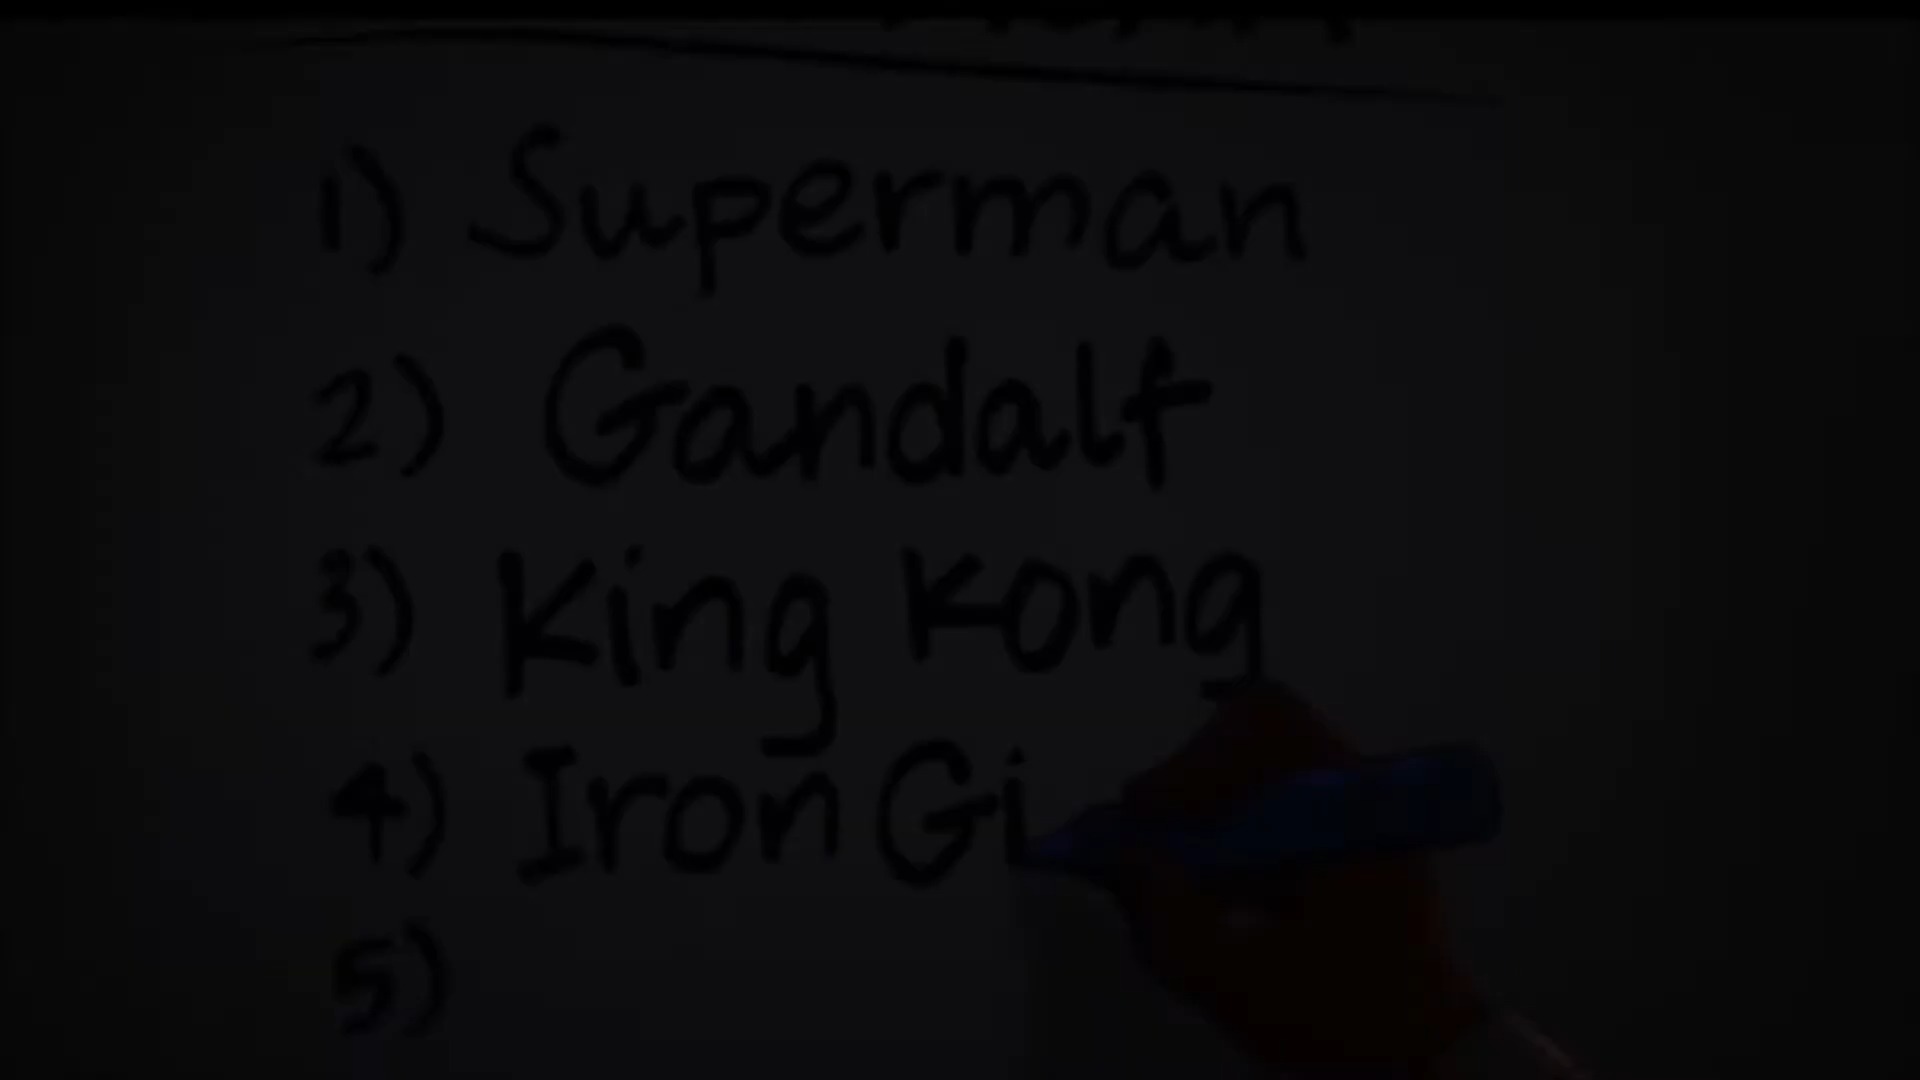 1) Superman
2) Gandalf
3) King Kong
4) Iron Gi
5)